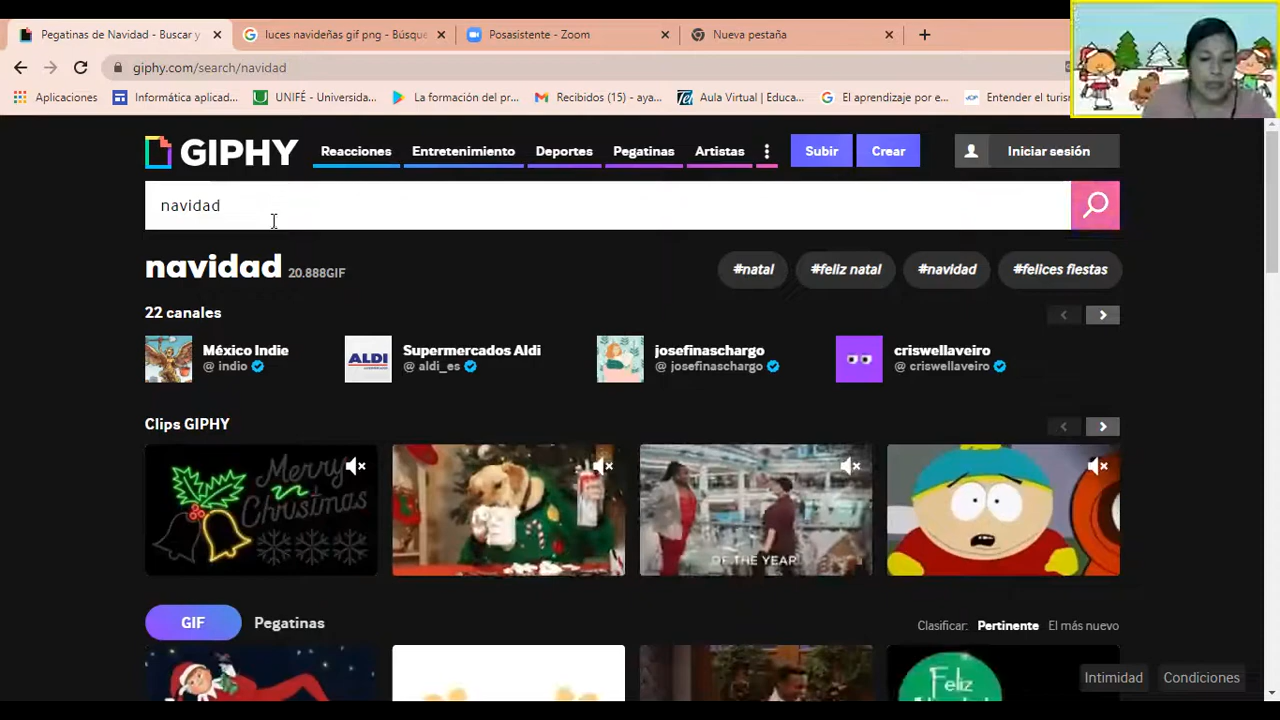 Pegatinas de Navidad - Buscar y
luces navideñas gif png - Búsque
Posasistente - Zoom
Nueva pestaña
giphy.com/search/navidad
Aplicaciones
Informática aplicad...
UNIFÉ - Universida...
La formación del pr...
Recibidos (15) - aya...
Aula Virtual | Educa...
El aprendizaje por e...
Entender el turis
GIPHY
Reacciones
Entretenimiento
Deportes
Pegatinas
Artistas
Subir
Crear
Iniciar sesión
navidad
navidad 20.888GIF
#natal
#feliz natal
#navidad
#felices fiestas
22 canales
México Indie
@ indio
ALDI
Supermercados Aldi
@ aldi_es
josefinaschargo
@ josefinaschargo
criswellaveiro
@ criswellaveiro
Clips GIPHY
Merry
Christmas
OF THE YEAR
GIF
Pegatinas
Clasificar: Pertinente El más nuevo
Feliz
Intimidad
Condiciones